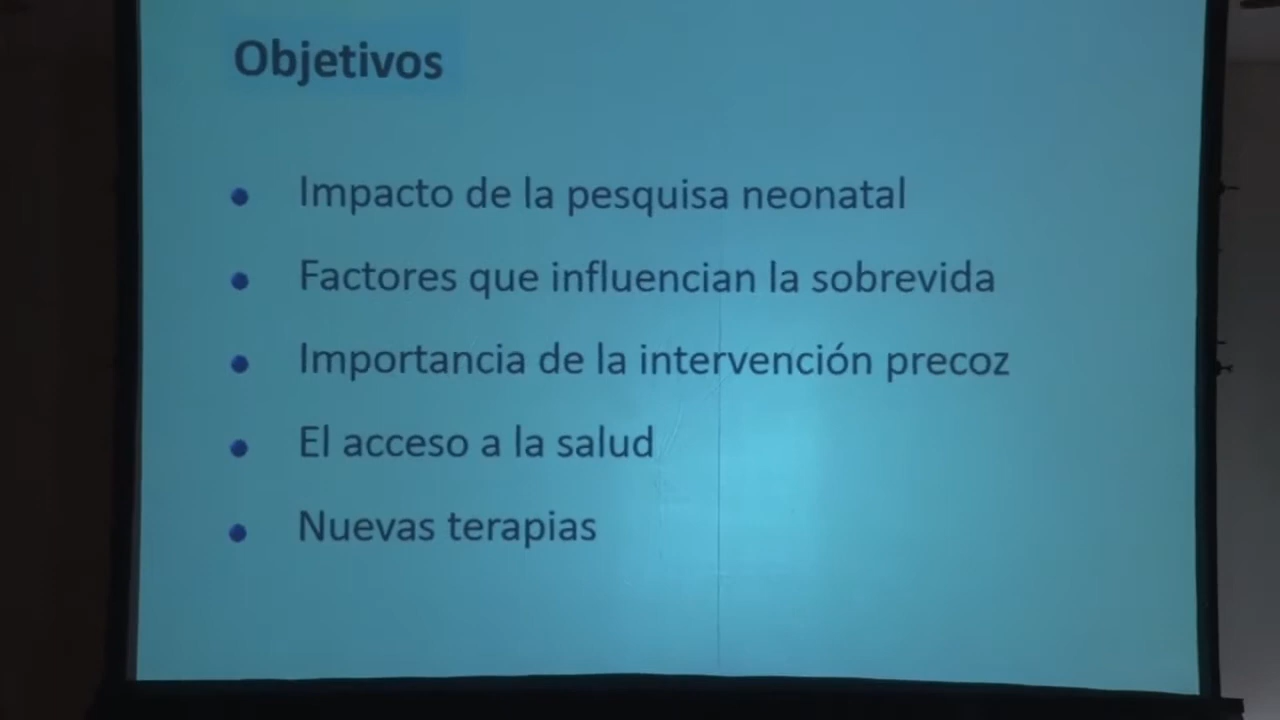 Objetivos
Impacto de la pesquisa neonatal
Factores que influencian la sobrevida
Importancia de la intervención precoz
El acceso a la salud
Nuevas terapias